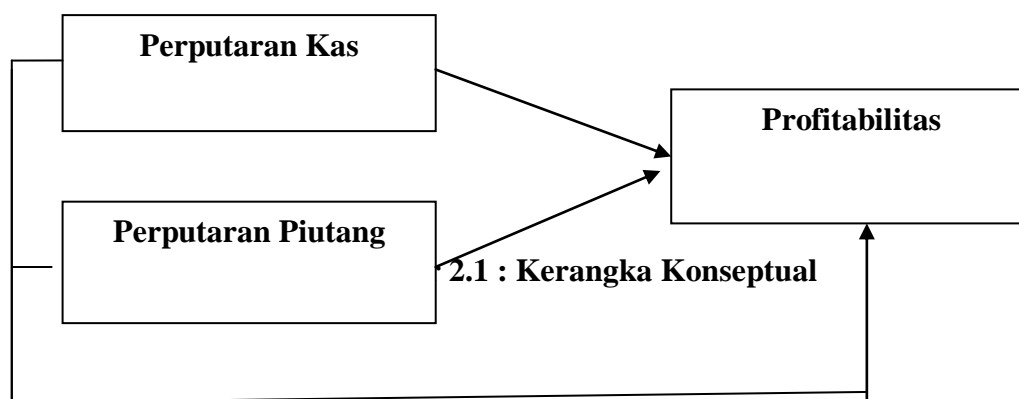 Perputaran Kas
Profitabilitas
Perputaran Piutang
2.1 : Kerangka Konseptual